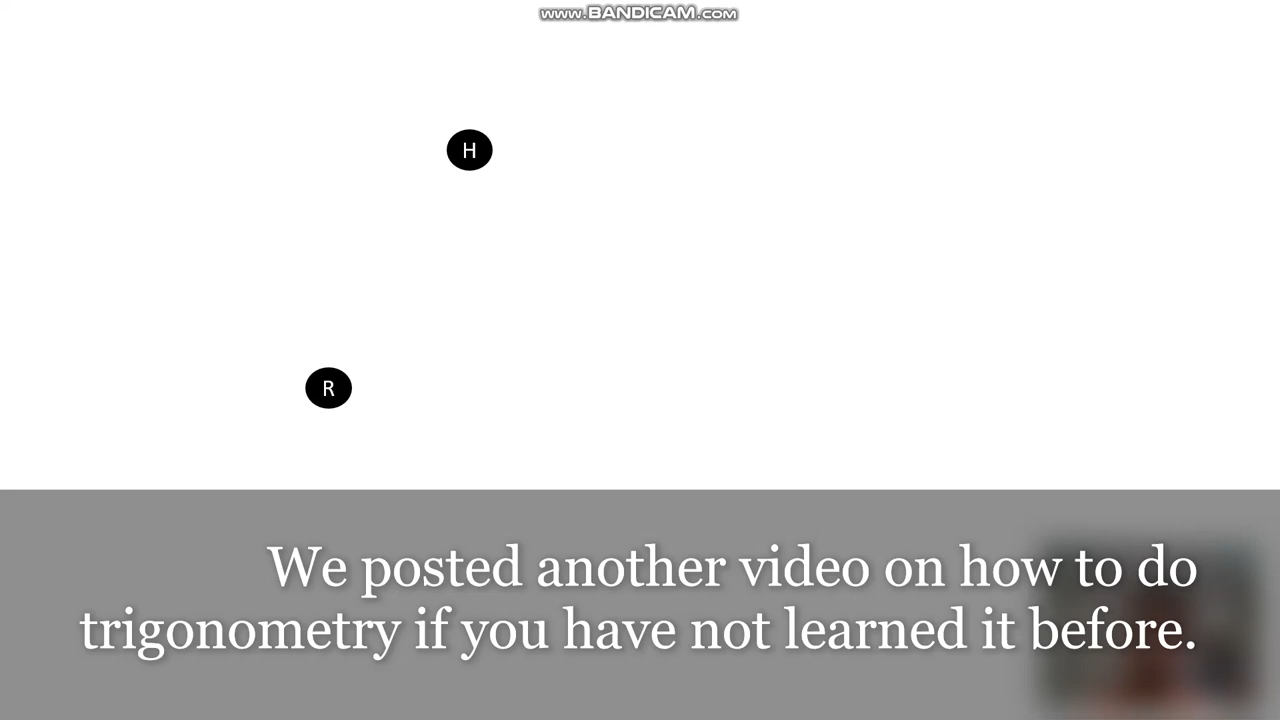 www.BANDICAM.com
H
R
We posted another video on how to do
trigonometry if you have not learned it before.